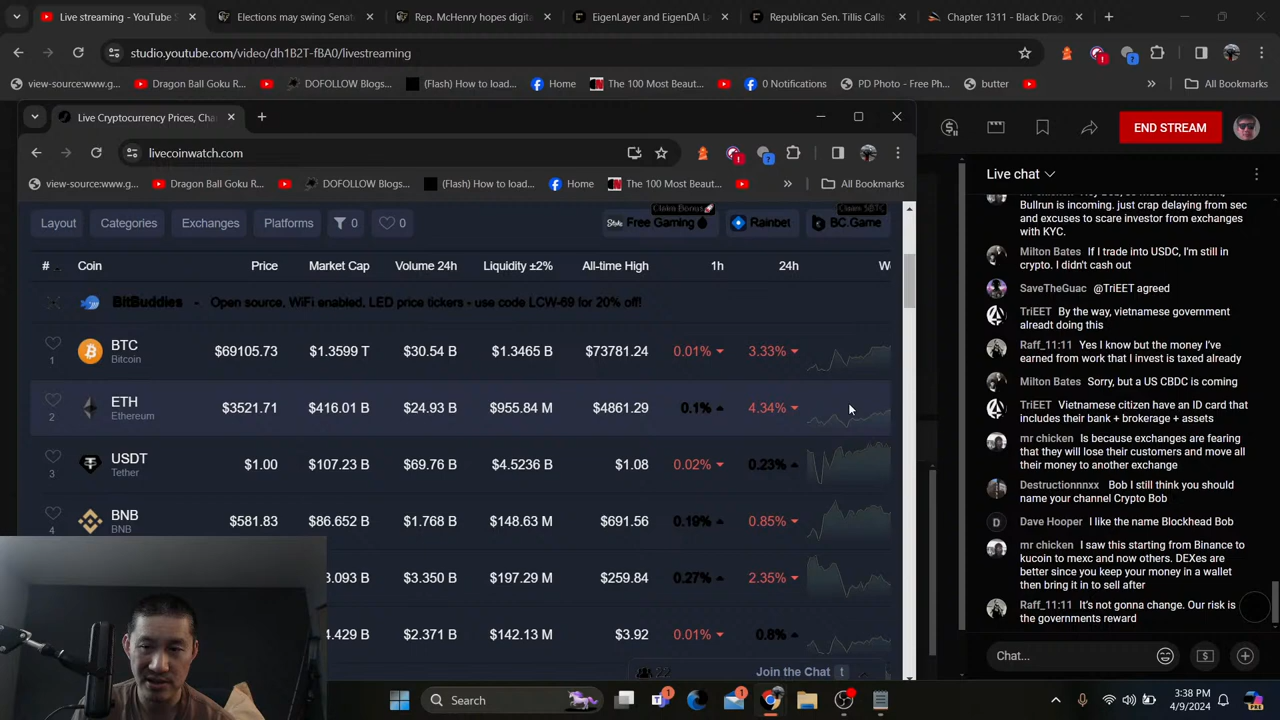 Live streaming - YouTube S
Elections may swing Senat
Rep. McHenry hopes digita
EigenLayer and EigenDA La
Republican Sen. Tillis Calls
Chapter 1311 - Black Drag
studio.youtube.com/video/dh1B2T-fBA0/livestreaming
view-source:www.g...
Dragon Ball Goku R...
DOFOLLOW Blogs...
(Flash) How to load...
Home
The 100 Most Beaut...
0 Notifications
PD Photo - Free Ph...
butter
All Bookmarks
Live Cryptocurrency Prices, Cha
livecoinwatch.com
view-source:www.g...
Dragon Ball Goku R...
DOFOLLOW Blogs...
(Flash) How to load...
Home
The 100 Most Beaut...
All Bookmarks
Layout
Categories
Exchanges
Platforms
0
0
Claim Bonus
Stake Free Gaming
Rainbet
Claim 5BTC
BC.Game
# Coin Price Market Cap Volume 24h Liquidity ±2% All-time High 1h 24h We
BitBuddies - Open source, WiFi enabled, LED price tickers - use code LCW-69 for 20% off!
1 BTC Bitcoin $69105.73 $1.3599 T $30.54 B $1.3465 B $73781.24 0.01% 3.33%
2 ETH Ethereum $3521.71 $416.01 B $24.93 B $955.84 M $4861.29 0.1% 4.34%
3 USDT Tether $1.00 $107.23 B $69.76 B $4.5236 B $1.08 0.02% 0.23%
4 BNB BNB $581.83 $86.652 B $1.768 B $148.63 M $691.56 0.19% 0.85%
3.093 B $3.350 B $197.29 M $259.84 0.27% 2.35%
4.429 B $2.371 B $142.13 M $3.92 0.01% 0.8%
22
Join the Chat t
END STREAM
Live chat
Bullrun is incoming. just crap delaying from sec
and excuses to scare investor from exchanges
with KYC.
Milton Bates If I trade into USDC, I'm still in
crypto. I didn't cash out
SaveTheGuac @TriEET agreed
TriEET By the way, vietnamese government
alreadt doing this
Raff_11:11 Yes I know but the money I've
earned from work that I invest is taxed already
Milton Bates Sorry, but a US CBDC is coming
TriEET Vietnamese citizen have an ID card that
includes their bank + brokerage + assets
mr chicken Is because exchanges are fearing
that they will lose their customers and move all
their money to another exchange
Destructionnnxx Bob I still think you should
name your channel Crypto Bob
D Dave Hooper I like the name Blockhead Bob
mr chicken I saw this starting from Binance to
kucoin to mexc and now others. DEXes are
better since you keep your money in a wallet
then bring it in to sell after
Raff_11:11 It's not gonna change. Our risk is
the governments reward
Chat...
Search
1
1
3:38 PM
4/9/2024